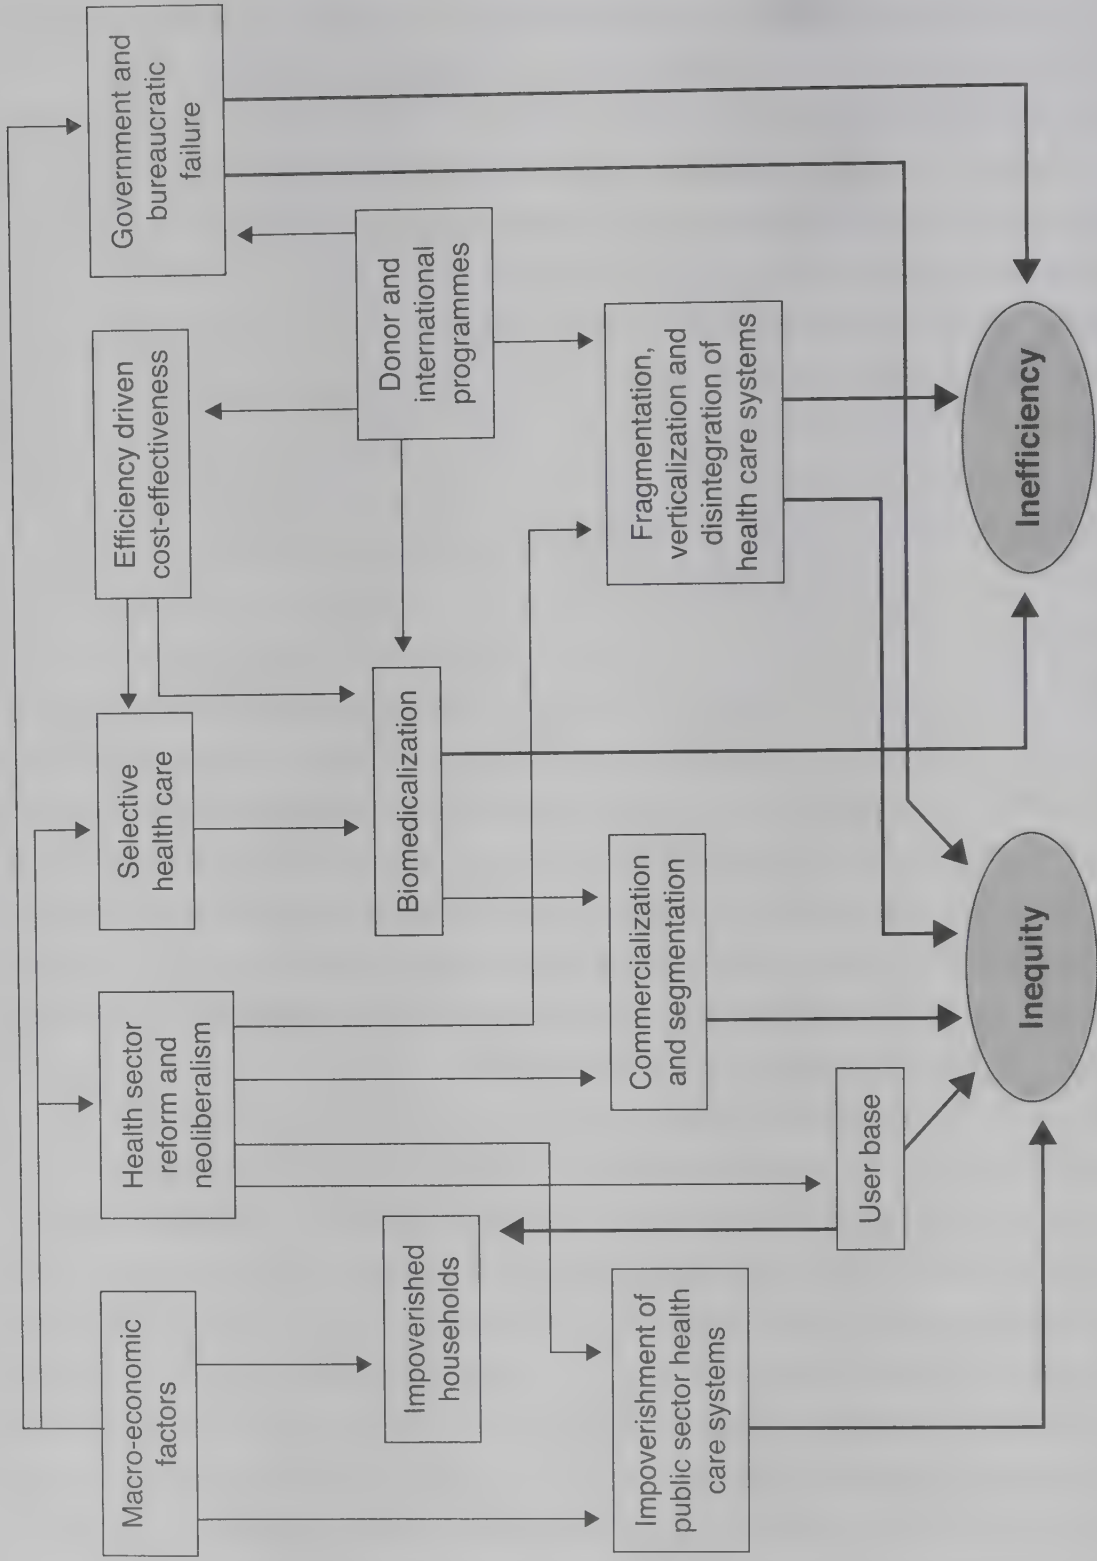 Macro-economic
factors
Health sector
reform and
neoliberalism
Selective
health care
Efficiency driven
cost-effectiveness
Government and
bureaucratic
failure
Impoverished
households
Biomedicalization
Donor and
international
programmes
Impoverishment of
public sector health
care systems
User base
Commercialization
and segmentation
Fragmentation,
verticalization and
disintegration of
health care systems
Inequity
Inefficiency